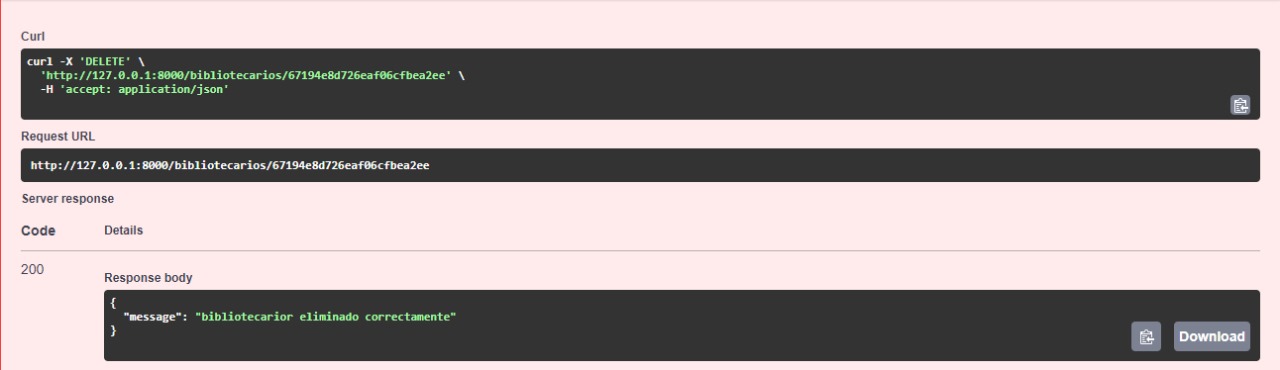 Curl
curl -X 'DELETE' \
  'http://127.0.0.1:8000/bibliotecarios/67194e8d726eaf06cfbea2ee' \
  -H 'accept: application/json'
Request URL
http://127.0.0.1:8000/bibliotecarios/67194e8d726eaf06cfbea2ee
Server response
Code Details
200
Response body
{
  "message": "bibliotecarior eliminado correctamente"
}
Download